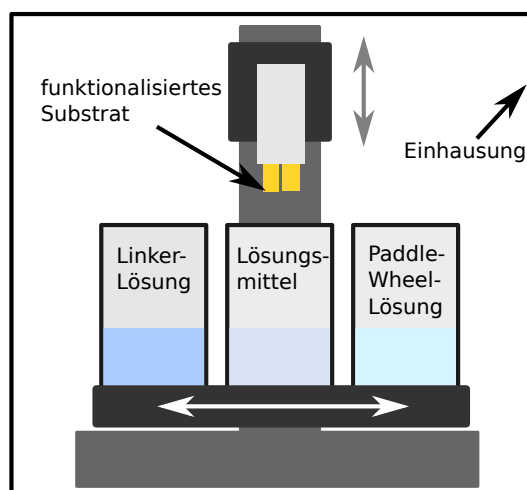 funktionalisiertes
Substrat
Einhausung
Linker-
Lösung
Lösungs-
mittel
Paddle-
Wheel-
Lösung